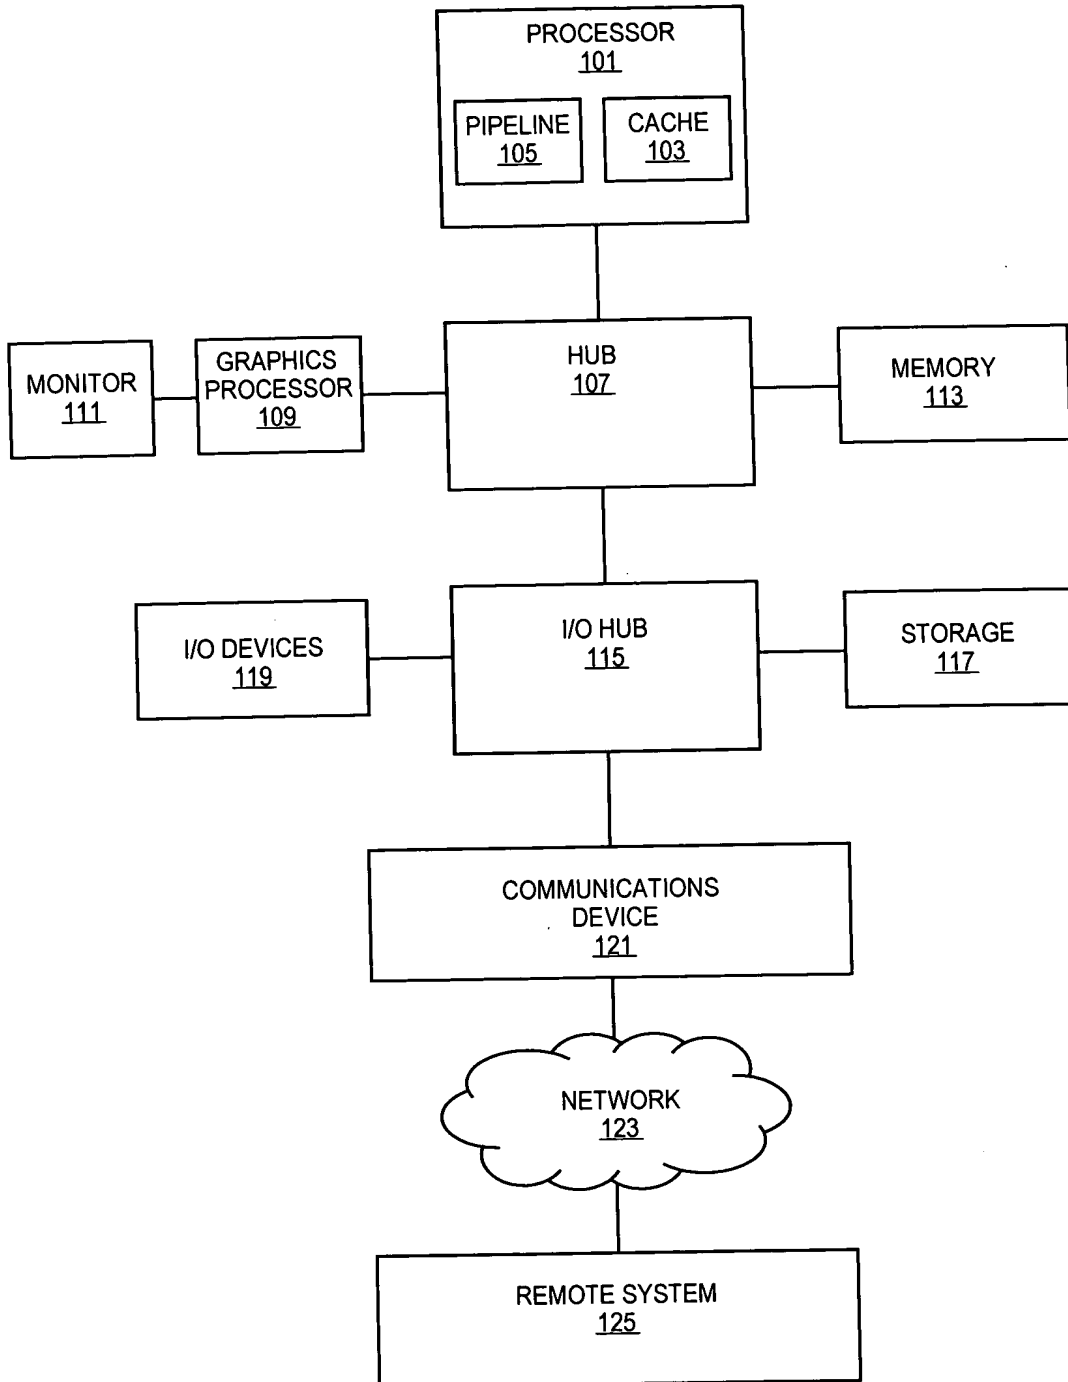 PROCESSOR
101
PIPELINE
105
CACHE
103
MONITOR
111
GRAPHICS
PROCESSOR
109
HUB
107
MEMORY
113
I/O DEVICES
119
I/O HUB
115
STORAGE
117
COMMUNICATIONS
DEVICE
121
NETWORK
123
REMOTE SYSTEM
125